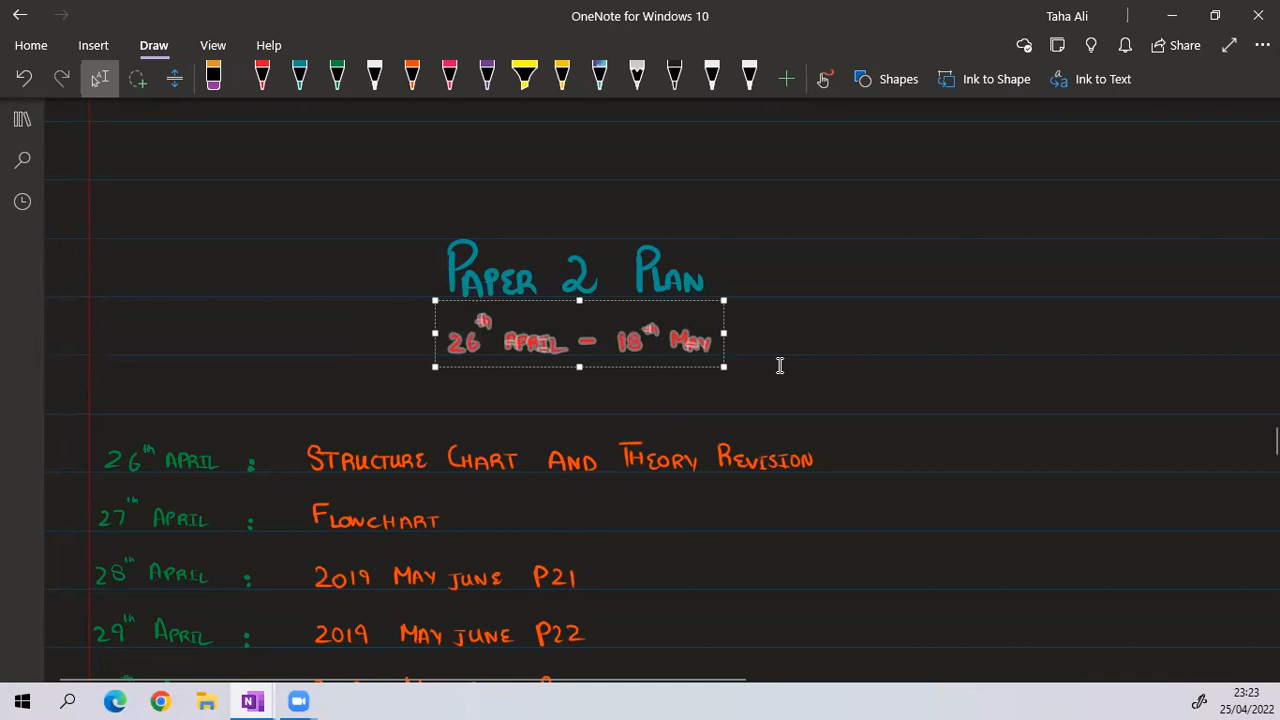 OneNote for Windows 10
Taha Ali
Home Insert Draw View Help
Share
Shapes
Ink to Shape
Ink to Text
PAPER 2 PLAN
26th APRIL - 18th MAY
26th APRIL : STRUCTURE CHART AND THEORY REVISION
27th APRIL : FLOWCHART
28th APRIL : 2019 MAY JUNE P21
29th APRIL : 2019 MAY JUNE P22
23:23
25/04/2022